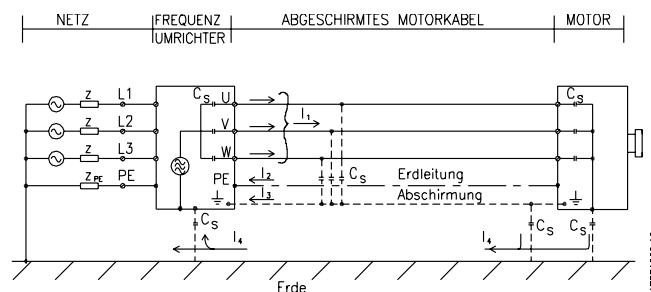 NETZ FREQUENZ UMRICHTER ABGESCHIRMTES MOTORKABEL MOTOR
Z L1 CS U CS
Z L2 V I1
Z L3 W
ZPE PE PE I2 CS Erdleitung
I3 Abschirmung
CS I4 I4 CS CS
Erde